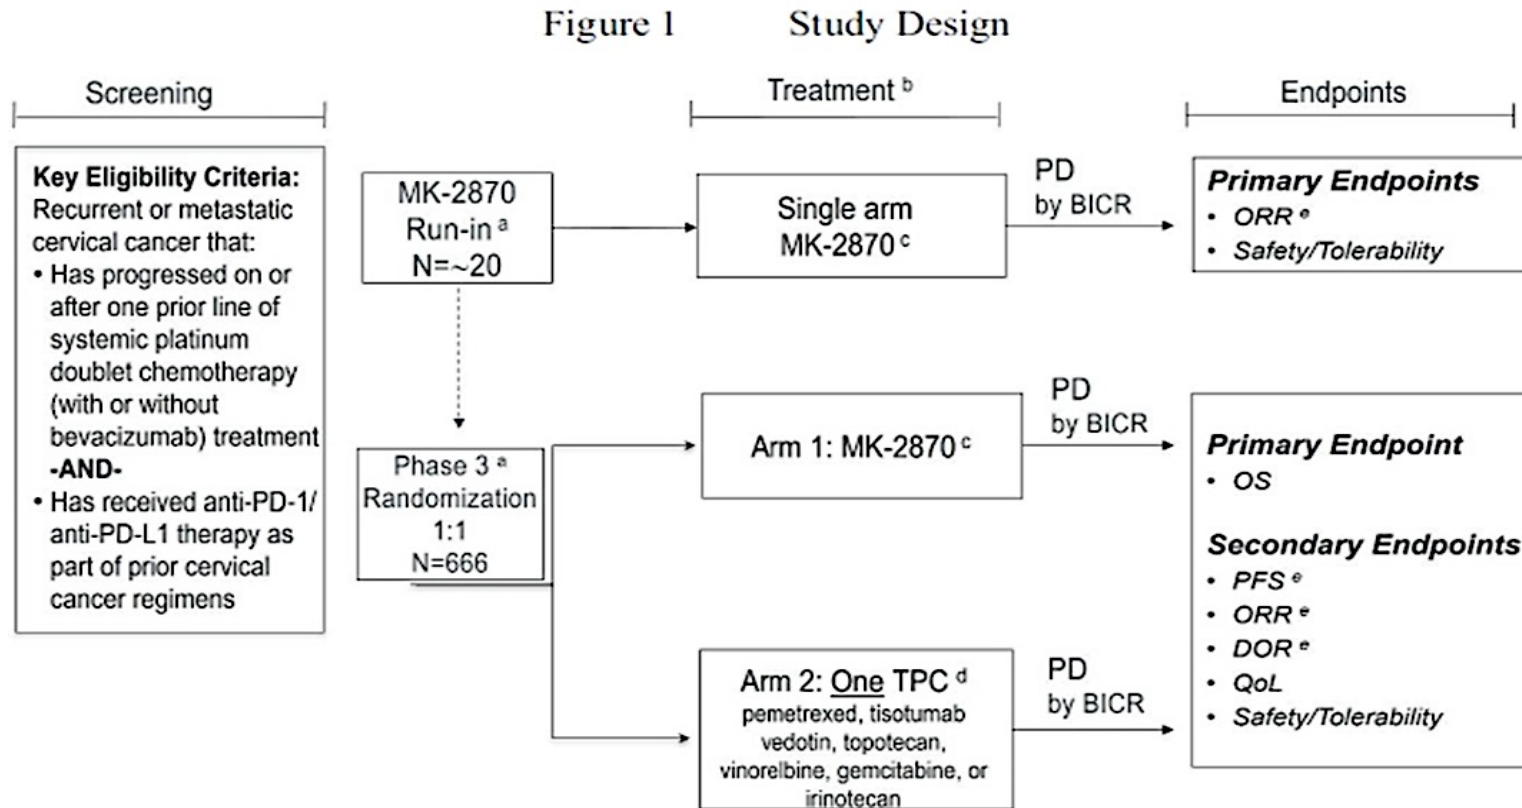 Figure 1 Study Design
Screening
Treatment b
Endpoints
Key Eligibility Criteria:
Recurrent or metastatic
cervical cancer that:
• Has progressed on or
after one prior line of
systemic platinum
doublet chemotherapy
(with or without
bevacizumab) treatment
-AND-
• Has received anti-PD-1/
anti-PD-L1 therapy as
part of prior cervical
cancer regimens
MK-2870
Run-in a
N=~20
Single arm
MK-2870 c
PD
by BICR
Primary Endpoints
• ORR e
• Safety/Tolerability
Phase 3 a
Randomization
1:1
N=666
Arm 1: MK-2870 c
PD
by BICR
Arm 2: One TPC d
pemetrexed, tisotumab
vedotin, topotecan,
vinorelbine, gemcitabine, or
irinotecan
PD
by BICR
Primary Endpoint
• OS
Secondary Endpoints
• PFS e
• ORR e
• DOR e
• QoL
• Safety/Tolerability